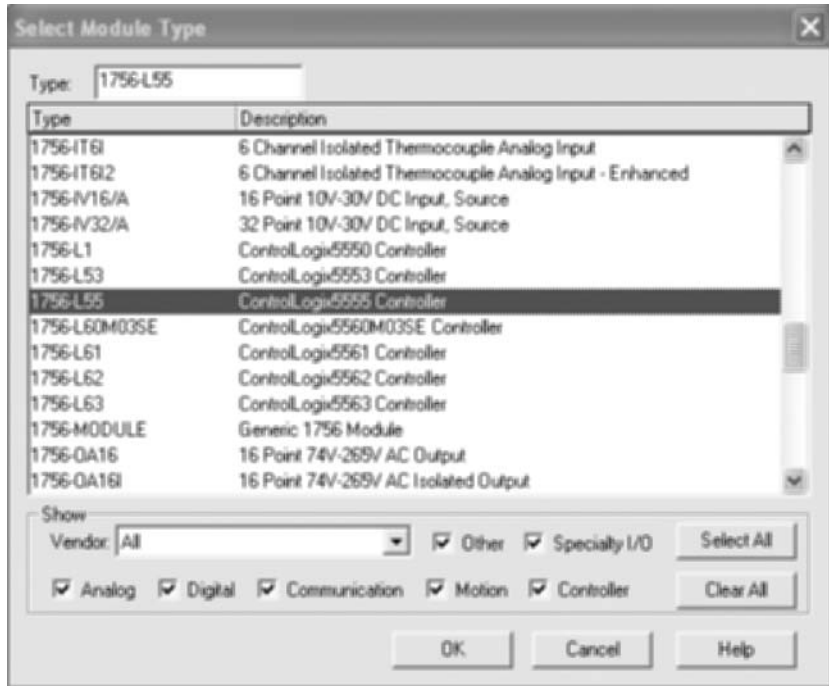 Select Module Type
Type: 1756-L55
Type Description
1756-IT6I 6 Channel Isolated Thermocouple Analog Input
1756-IT6I2 6 Channel Isolated Thermocouple Analog Input - Enhanced
1756-IV16/A 16 Point 10V-30V DC Input, Source
1756-IV32/A 32 Point 10V-30V DC Input, Source
1756-L1 ControlLogix5550 Controller
1756-L53 ControlLogix5553 Controller
1756-L55 ControlLogix5555 Controller
1756-L60M03SE ControlLogix5560M03SE Controller
1756-L61 ControlLogix5561 Controller
1756-L62 ControlLogix5562 Controller
1756-L63 ControlLogix5563 Controller
1756-MODULE Generic 1756 Module
1756-OA16 16 Point 74V-265V AC Output
1756-OA16I 16 Point 74V-265V AC Isolated Output
Show
Vendor: All Other Specialty I/O Select All
Analog Digital Communication Motion Controller Clear All
OK Cancel Help